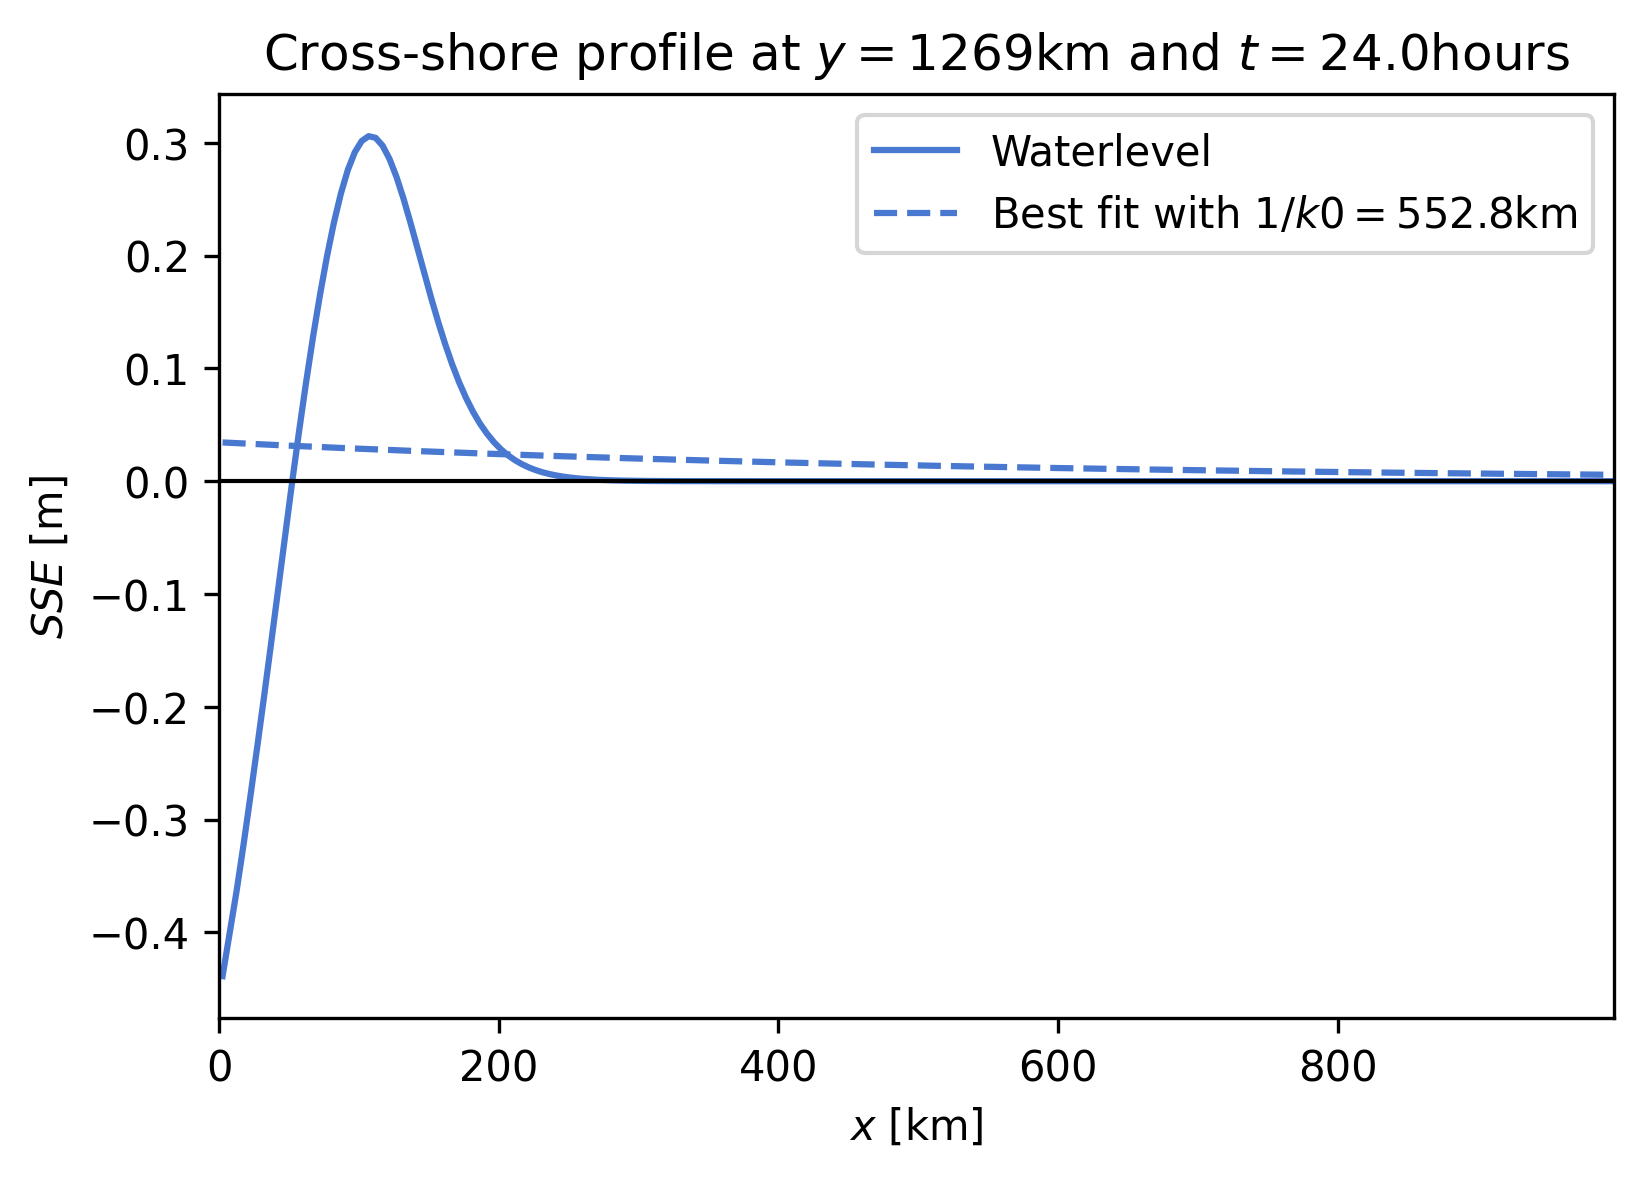 Cross-shore profile at y = 1269km and t = 24.0hours
Waterlevel
Best fit with 1/k0 = 552.8km
0.3
0.2
0.1
0.0
−0.1
−0.2
−0.3
−0.4
SSE [m]
0 200 400 600 800
x [km]